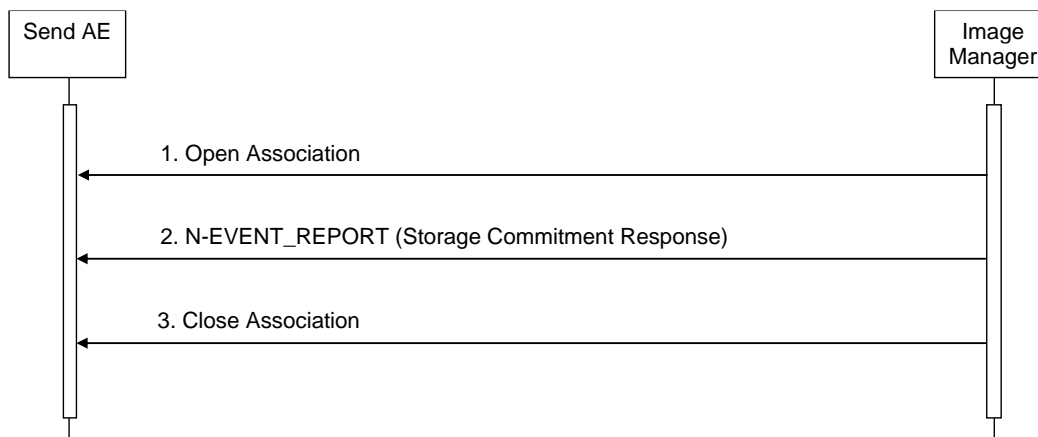 Send AE
Image
Manager
1. Open Association
2. N-EVENT_REPORT (Storage Commitment Response)
3. Close Association